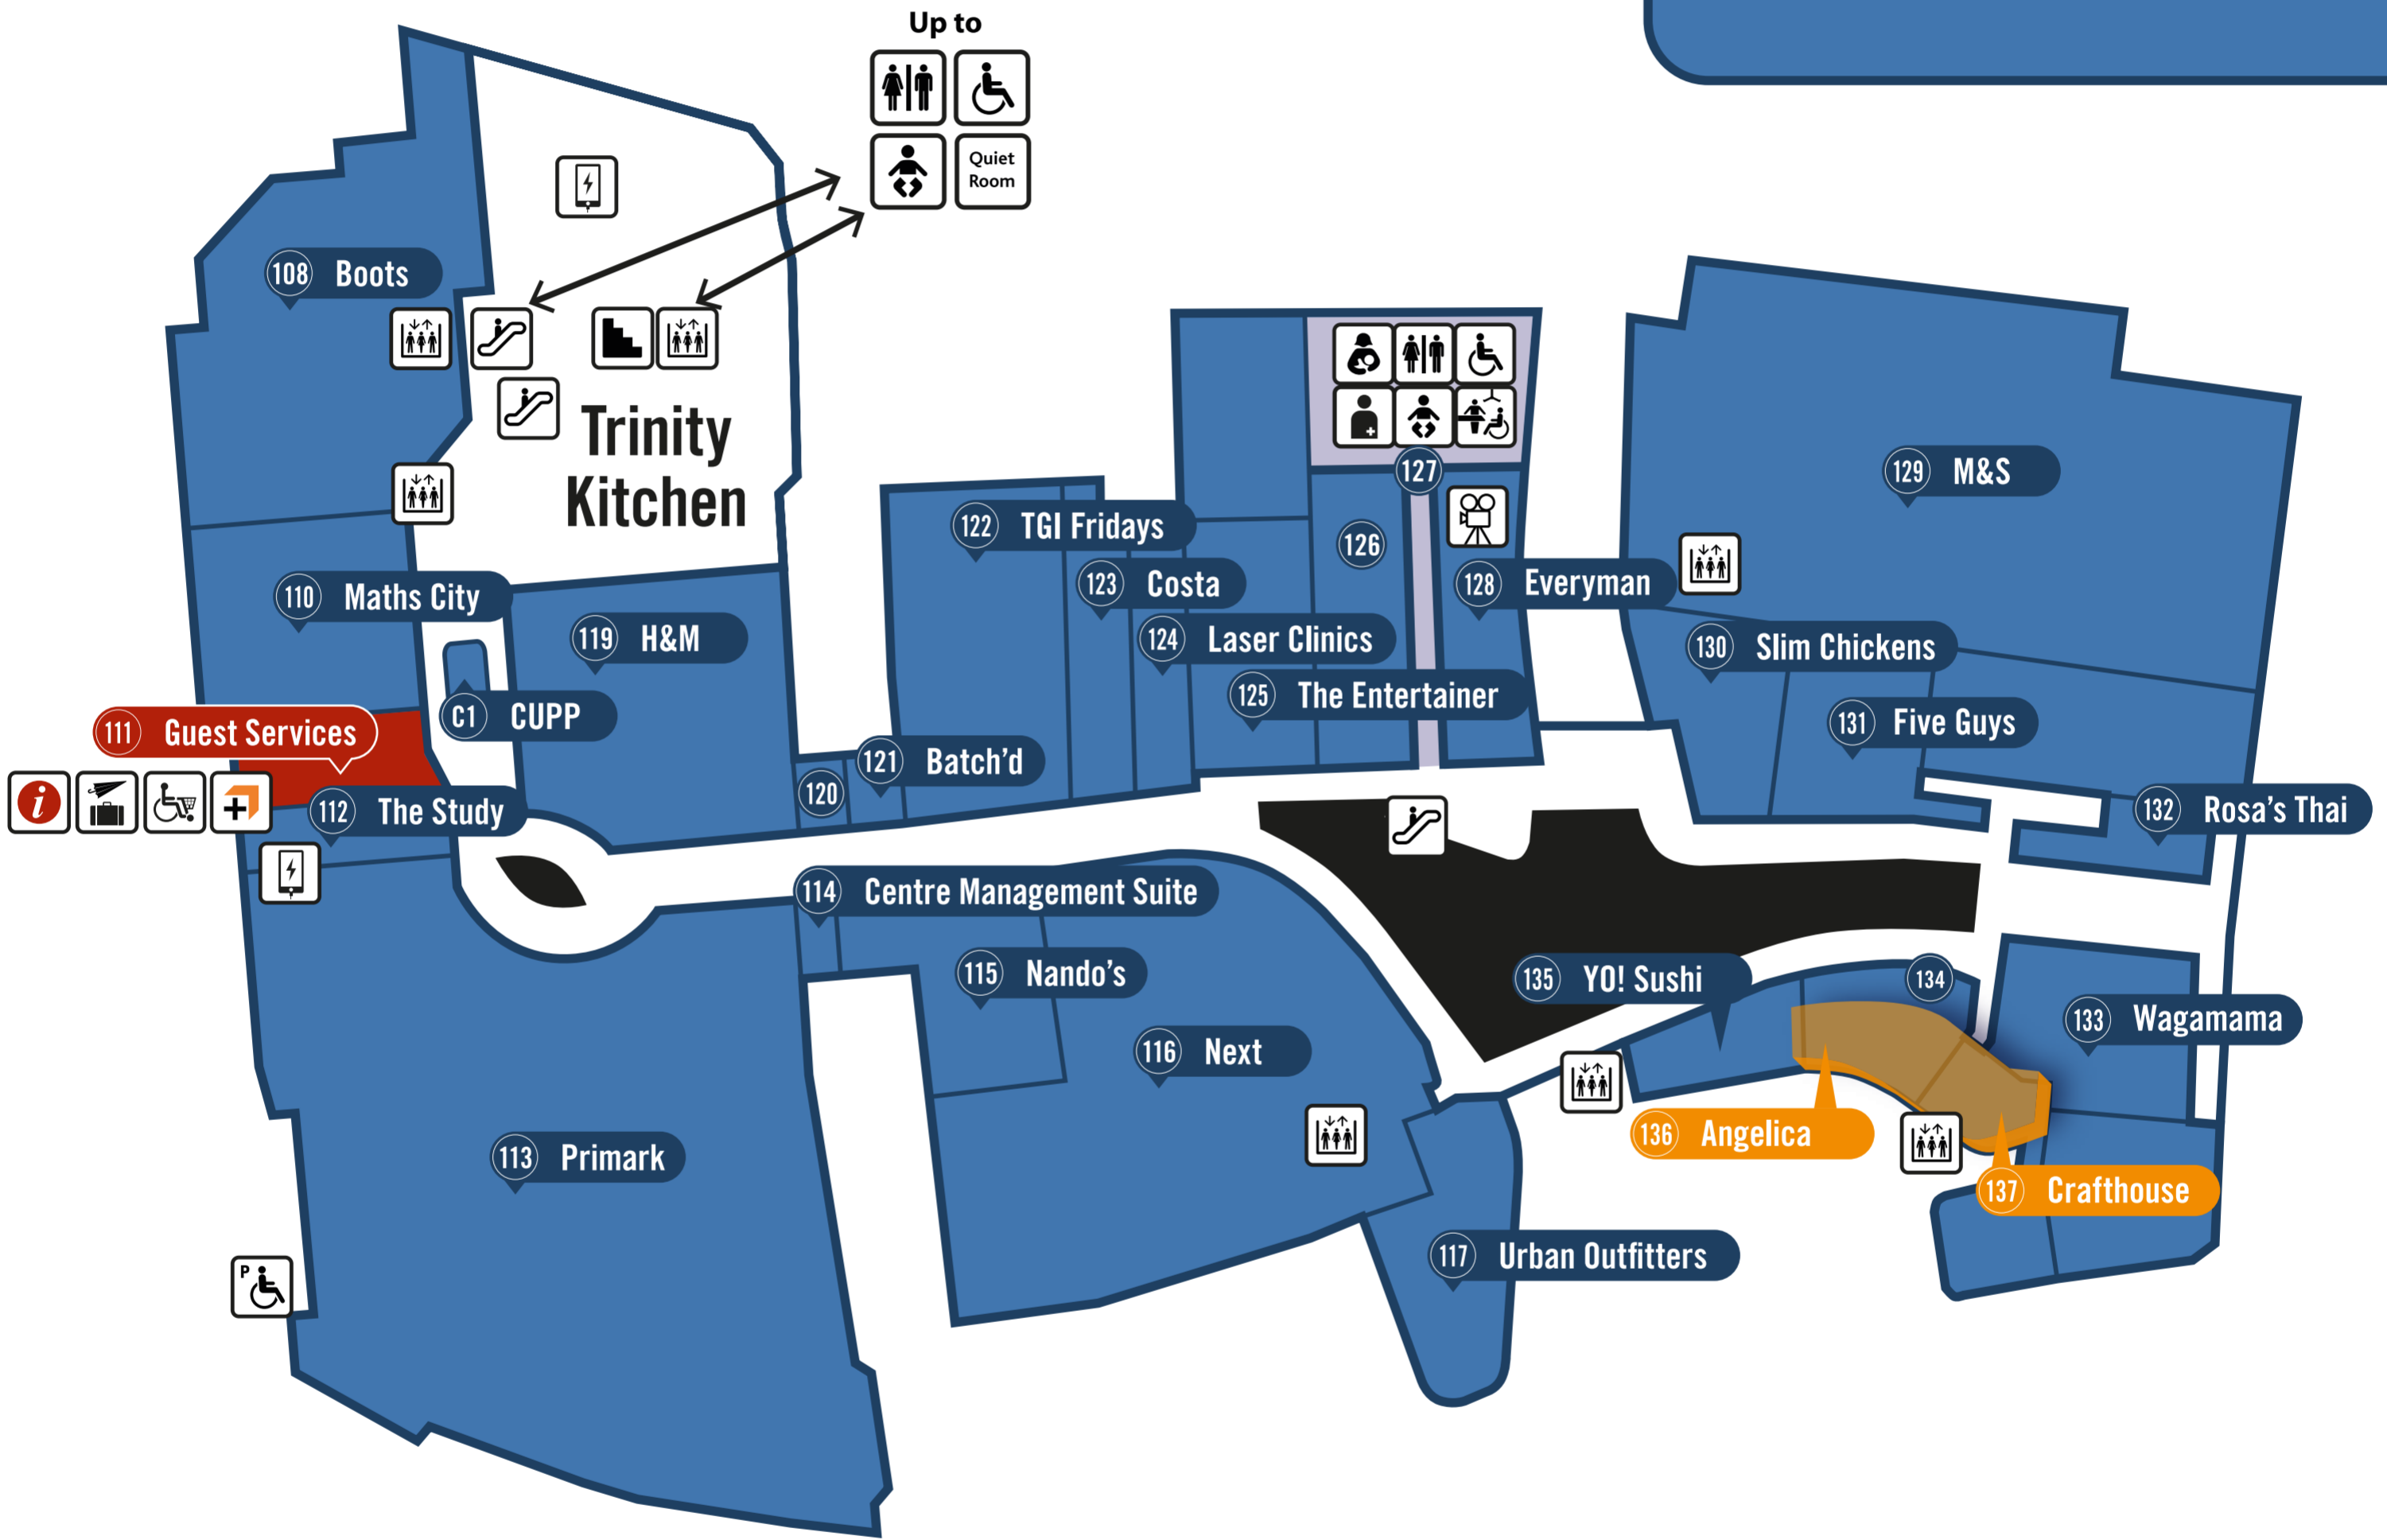 Up to
Quiet
Room
108 Boots
Trinity
Kitchen
129 M&S
122 TGI Fridays
127
126
123 Costa
128 Everyman
110 Maths City
119 H&M
124 Laser Clinics
130 Slim Chickens
125 The Entertainer
C1 CUPP
131 Five Guys
111 Guest Services
121 Batch’d
120
i
112 The Study
132 Rosa’s Thai
114 Centre Management Suite
115 Nando’s
135 YO! Sushi
134
133 Wagamama
116 Next
136 Angelica
113 Primark
137 Crafthouse
117 Urban Outfitters
P